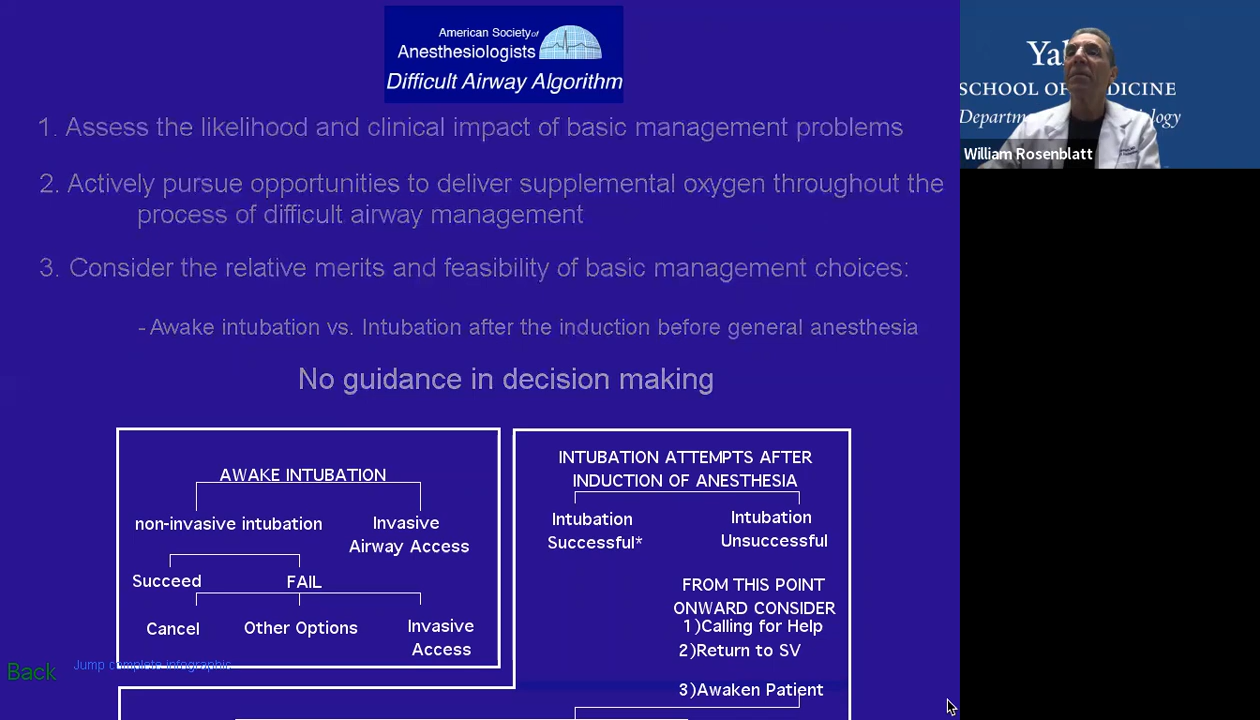 American Society of
Anesthesiologists
Difficult Airway Algorithm
1. Assess the likelihood and clinical impact of basic management problems
2. Actively pursue opportunities to deliver supplemental oxygen throughout the
process of difficult airway management
3. Consider the relative merits and feasibility of basic management choices:
- Awake intubation vs. Intubation after the induction before general anesthesia
No guidance in decision making
AWAKE INTUBATION
non-invasive intubation
Invasive
Airway Access
Succeed
FAIL
Cancel
Other Options
Invasive
Access
INTUBATION ATTEMPTS AFTER
INDUCTION OF ANESTHESIA
Intubation
Successful*
Intubation
Unsuccessful
FROM THIS POINT
ONWARD CONSIDER
1)Calling for Help
2)Return to SV
3)Awaken Patient
Back
Jump complete infographic
SCHOOL OF
William Rosenblatt